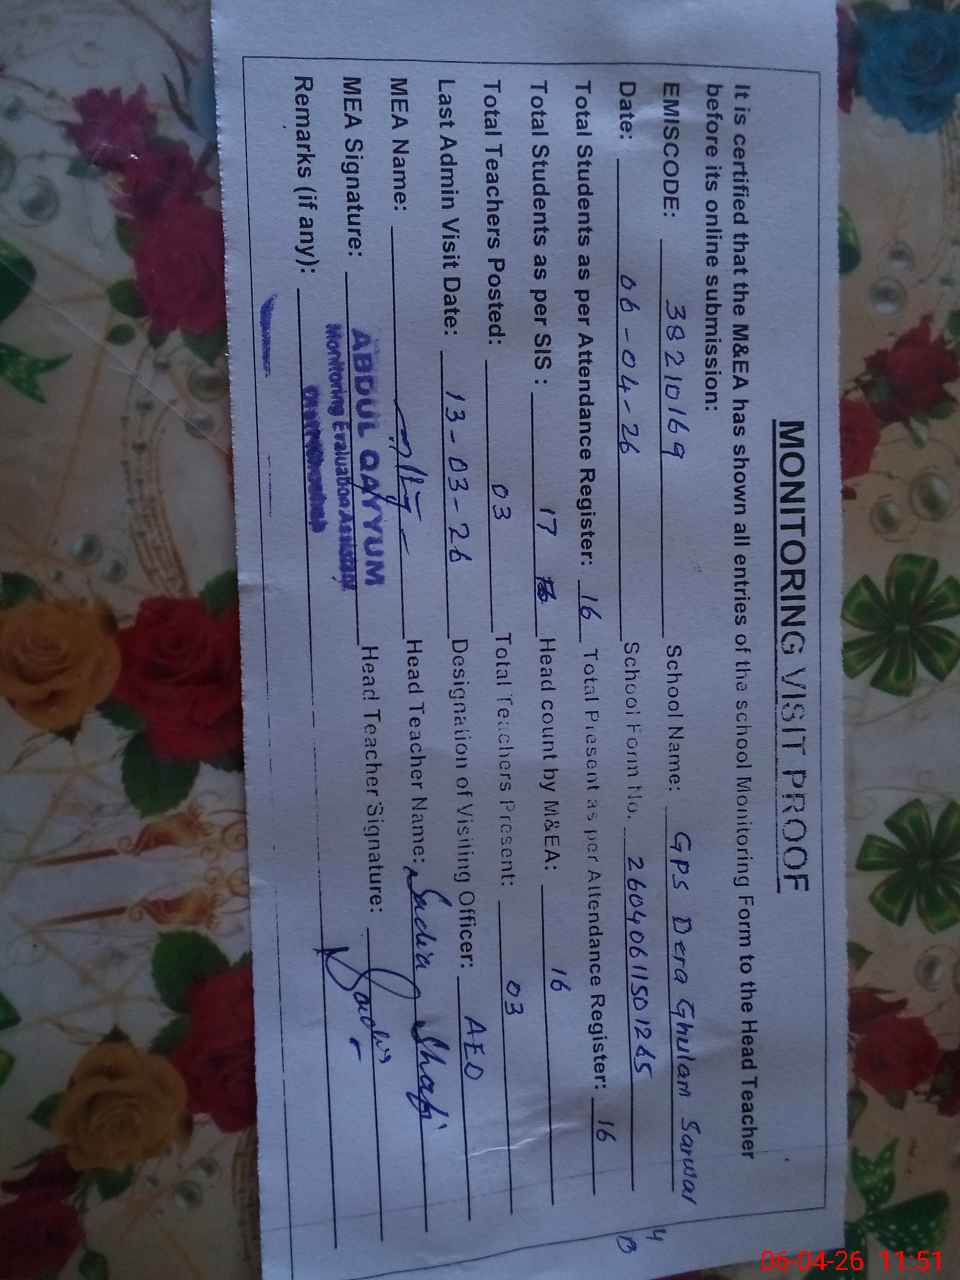 MONITORING VISIT PROOF
It is certified that the M&EA has shown all entries of the school Monitoring Form to the Head Teacher
before its online submission:
EMISCODE: 38210169 School Name: GPS Dera Ghulam Sarwar
Date: 06-04-26 School Form No. 26040611501265
Total Students as per Attendance Register: 16 Total Present as per Attendance Register: 16
Total Students as per SIS: 17 Head count by M&EA: 16
Total Teachers Posted: 03 Total Teachers Present: 03
Last Admin Visit Date: 13-03-26 Designation of Visiting Officer: AEO
MEA Name: Head Teacher Name: Sadia Shafi
MEA Signature: ABDUL QAYYUM Head Teacher Signature: Sadia
Monitoring Evaluation Assistant
Remarks (if any):
4
B
06-04-26 11:51